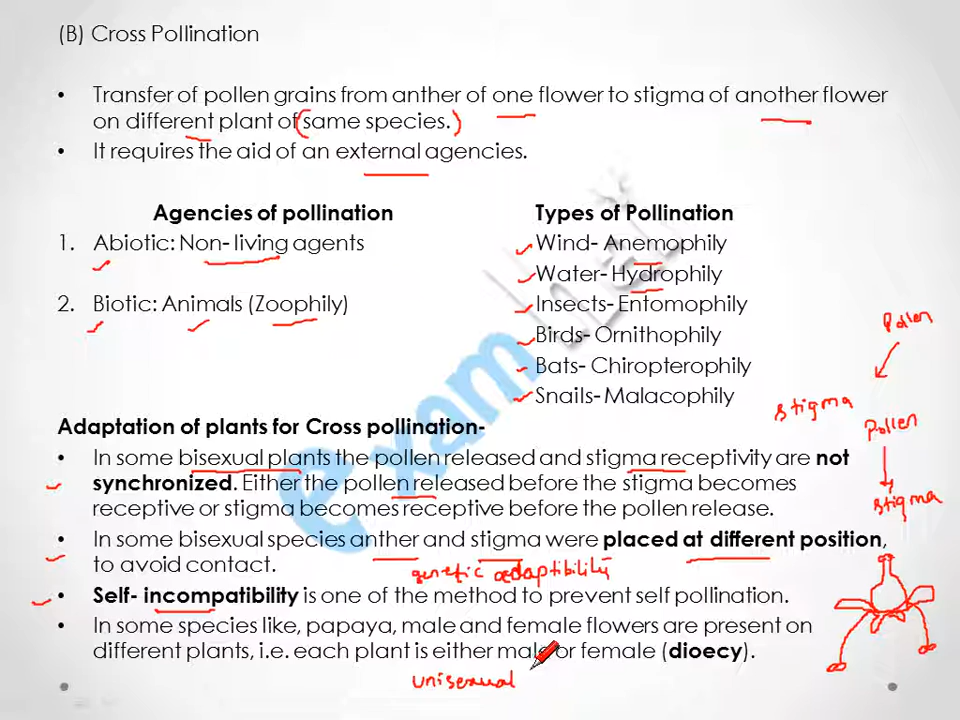 (B) Cross Pollination
• Transfer of pollen grains from anther of one flower to stigma of another flower
on different plant of (same species.)
• It requires the aid of an external agencies.
Agencies of pollination
1. Abiotic: Non- living agents
2. Biotic: Animals (Zoophily)
Types of Pollination
Wind- Anemophily
Water- Hydrophily
Insects- Entomophily
Birds- Ornithophily
Bats- Chiropterophily
Snails- Malacophily
Pollen
Stigma
Pollen
Stigma
Adaptation of plants for Cross pollination-
• In some bisexual plants the pollen released and stigma receptivity are not
synchronized. Either the pollen released before the stigma becomes
receptive or stigma becomes receptive before the pollen release.
• In some bisexual species anther and stigma were placed at different position,
to avoid contact.
genetic adaptibility
• Self- incompatibility is one of the method to prevent self pollination.
• In some species like, papaya, male and female flowers are present on
different plants, i.e. each plant is either male or female (dioecy).
unisexual